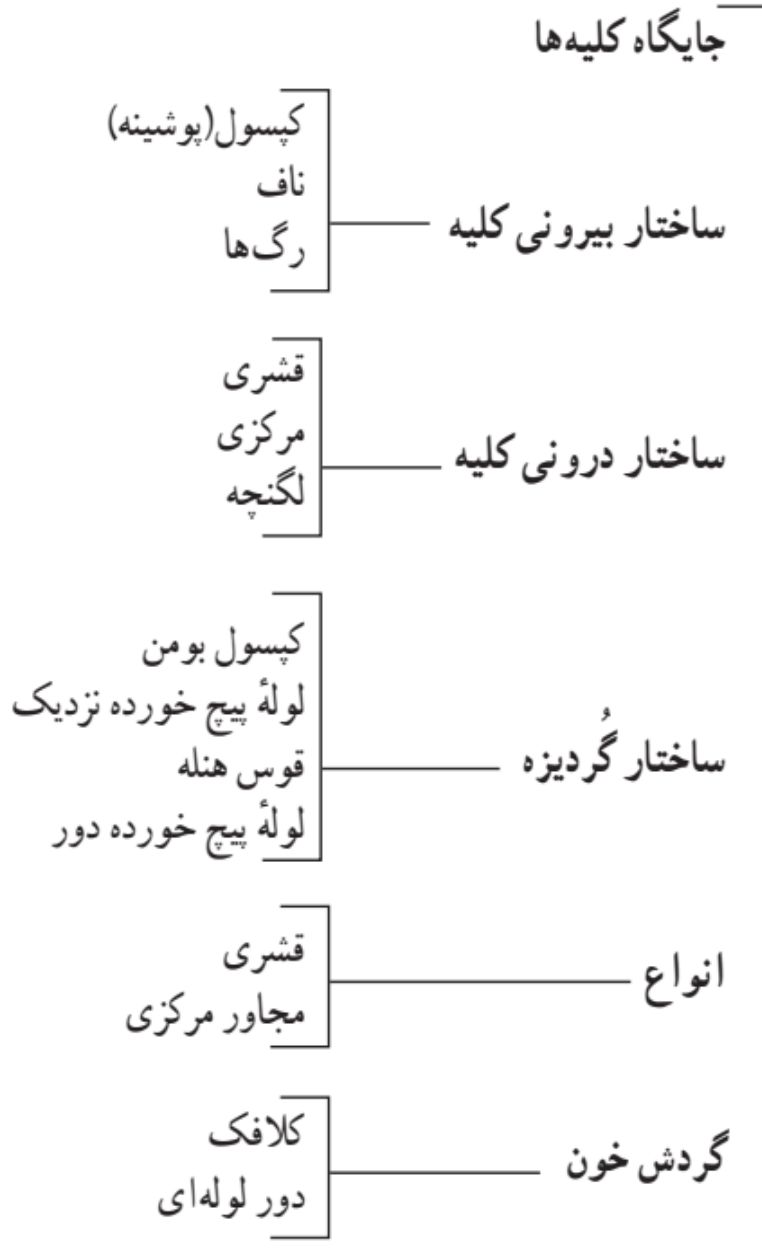 جایگاه کلیه‌ها
ساختار بیرونی کلیه
کپسول(پوشینه)
ناف
رگ‌ها
ساختار درونی کلیه
قشری
مرکزی
لگنچه
ساختار گُردیزه
کپسول بومن
لولهٔ پیچ خورده نزدیک
قوس هنله
لولهٔ پیچ خورده دور
انواع
قشری
مجاور مرکزی
گردش خون
کلافک
دور لوله‌ای